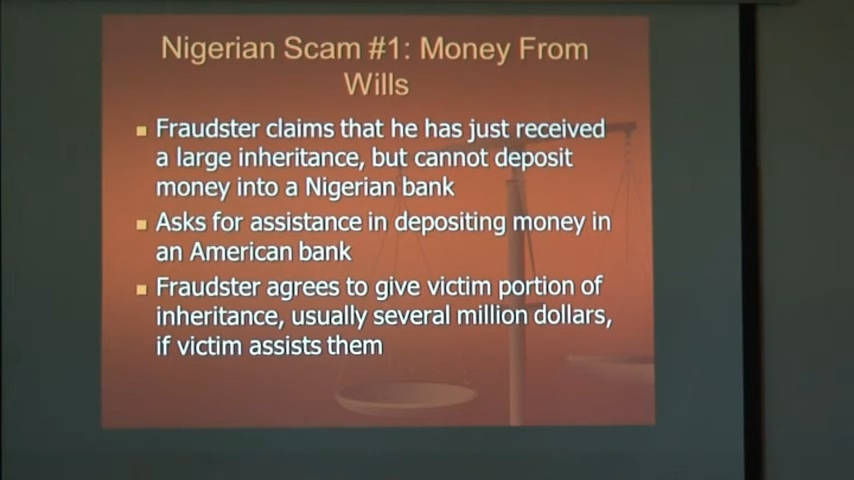 Nigerian Scam #1: Money From
Wills
Fraudster claims that he has just received
a large inheritance, but cannot deposit
money into a Nigerian bank
Asks for assistance in depositing money in
an American bank
Fraudster agrees to give victim portion of
inheritance, usually several million dollars,
if victim assists them